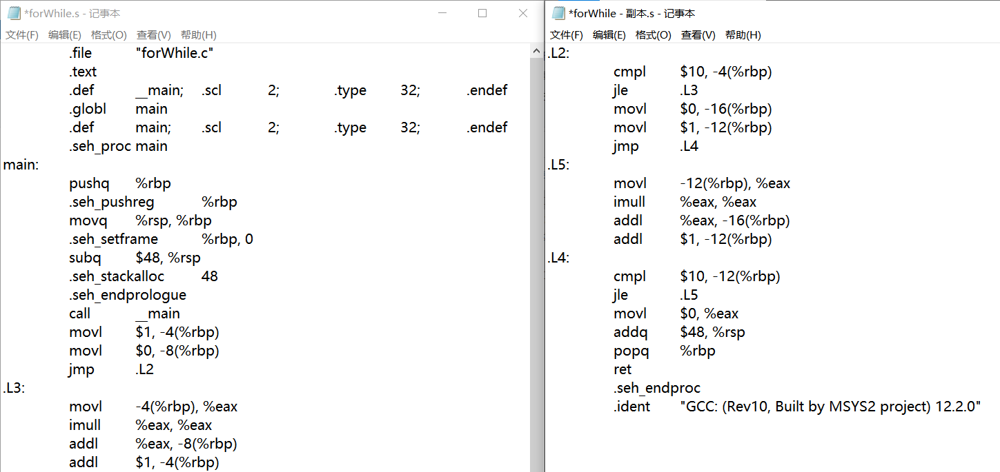 *forWhile.s - 记事本
文件(F) 编辑(E) 格式(O) 查看(V) 帮助(H)
.file "forWhile.c"
.text
.def __main; .scl 2; .type 32; .endef
.globl main
.def main; .scl 2; .type 32; .endef
.seh_proc main
main:
pushq %rbp
.seh_pushreg %rbp
movq %rsp, %rbp
.seh_setframe %rbp, 0
subq $48, %rsp
.seh_stackalloc 48
.seh_endprologue
call __main
movl $1, -4(%rbp)
movl $0, -8(%rbp)
jmp .L2
.L3:
movl -4(%rbp), %eax
imull %eax, %eax
addl %eax, -8(%rbp)
addl $1, -4(%rbp)
*forWhile - 副本.s - 记事本
文件(F) 编辑(E) 格式(O) 查看(V) 帮助(H)
.L2:
cmpl $10, -4(%rbp)
jle .L3
movl $0, -16(%rbp)
movl $1, -12(%rbp)
jmp .L4
.L5:
movl -12(%rbp), %eax
imull %eax, %eax
addl %eax, -16(%rbp)
addl $1, -12(%rbp)
.L4:
cmpl $10, -12(%rbp)
jle .L5
movl $0, %eax
addq $48, %rsp
popq %rbp
ret
.seh_endproc
.ident "GCC: (Rev10, Built by MSYS2 project) 12.2.0"